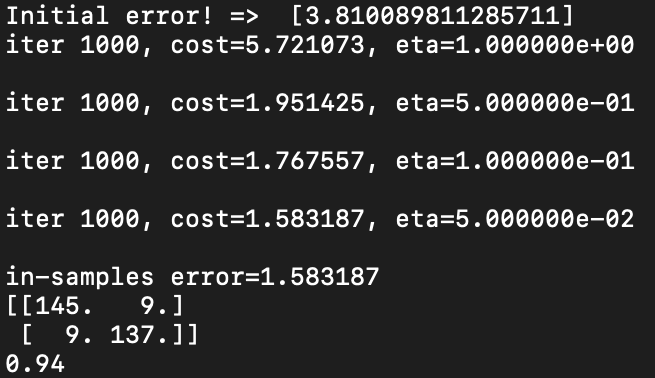 Initial error! =>  [3.810089811285711]
iter 1000, cost=5.721073, eta=1.000000e+00
iter 1000, cost=1.951425, eta=5.000000e-01
iter 1000, cost=1.767557, eta=1.000000e-01
iter 1000, cost=1.583187, eta=5.000000e-02
in-samples error=1.583187
[[145.   9.]
 [  9. 137.]]
0.94